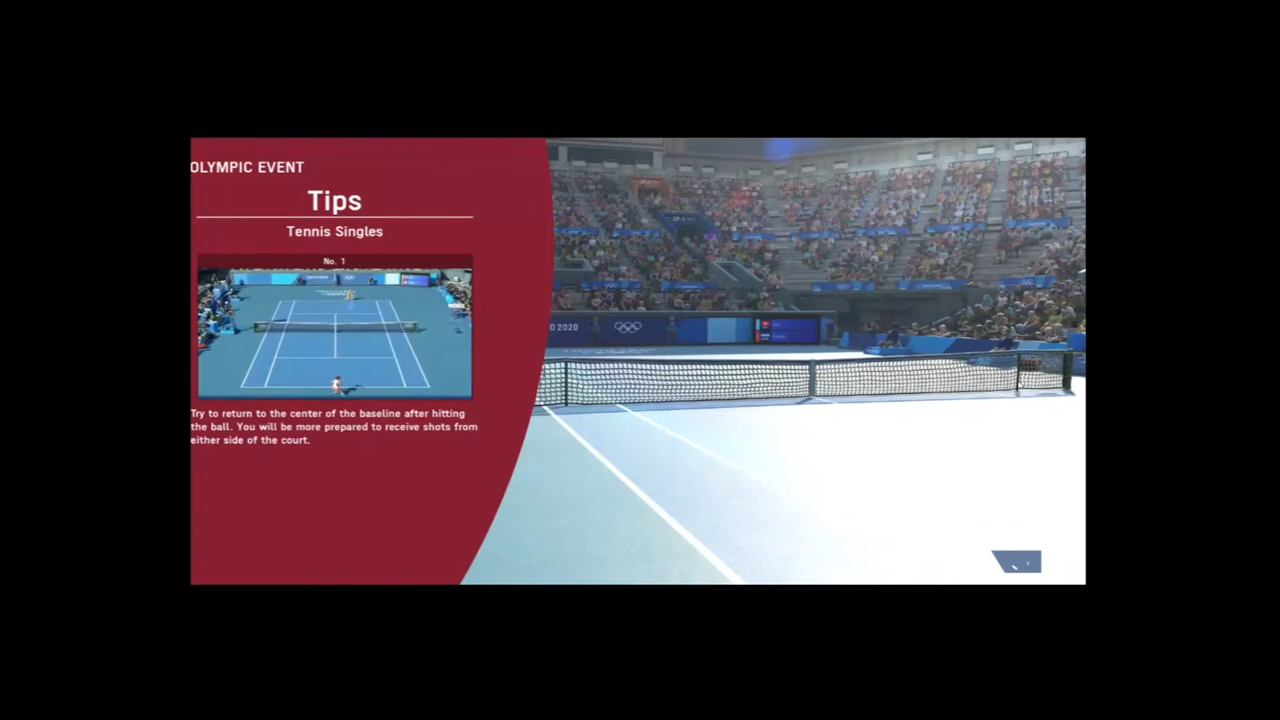 OLYMPIC EVENT
Tips
Tennis Singles
No. 1
Try to return to the center of the baseline after hitting
the ball. You will be more prepared to receive shots from
either side of the court.
O 2020